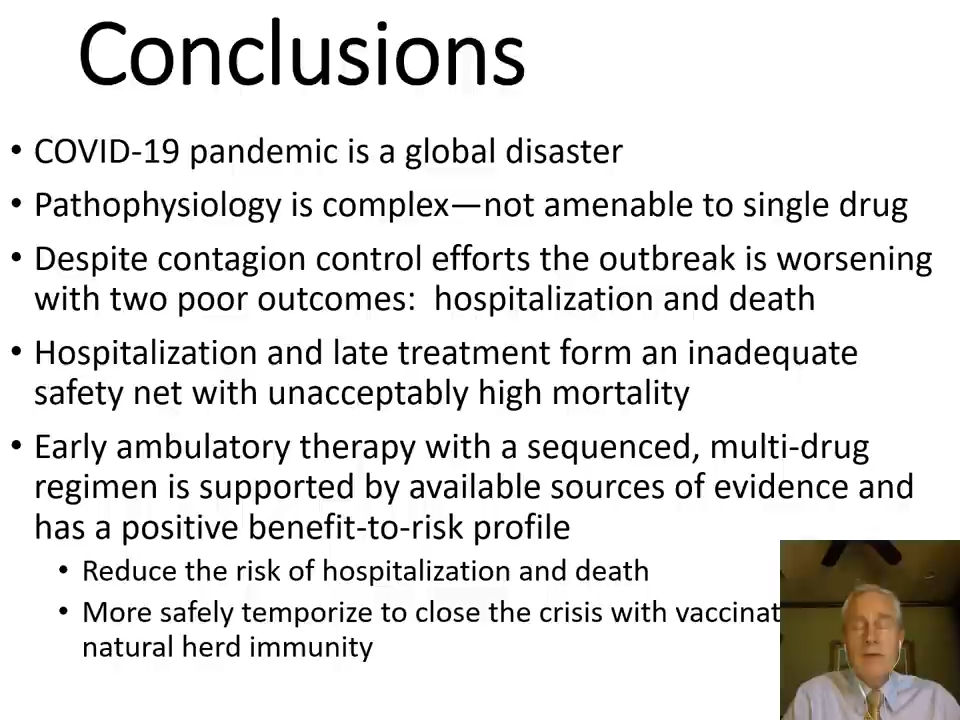 Conclusions
• COVID-19 pandemic is a global disaster
• Pathophysiology is complex—not amenable to single drug
• Despite contagion control efforts the outbreak is worsening
with two poor outcomes: hospitalization and death
• Hospitalization and late treatment form an inadequate
safety net with unacceptably high mortality
• Early ambulatory therapy with a sequenced, multi-drug
regimen is supported by available sources of evidence and
has a positive benefit-to-risk profile
• Reduce the risk of hospitalization and death
• More safely temporize to close the crisis with
natural herd immunity